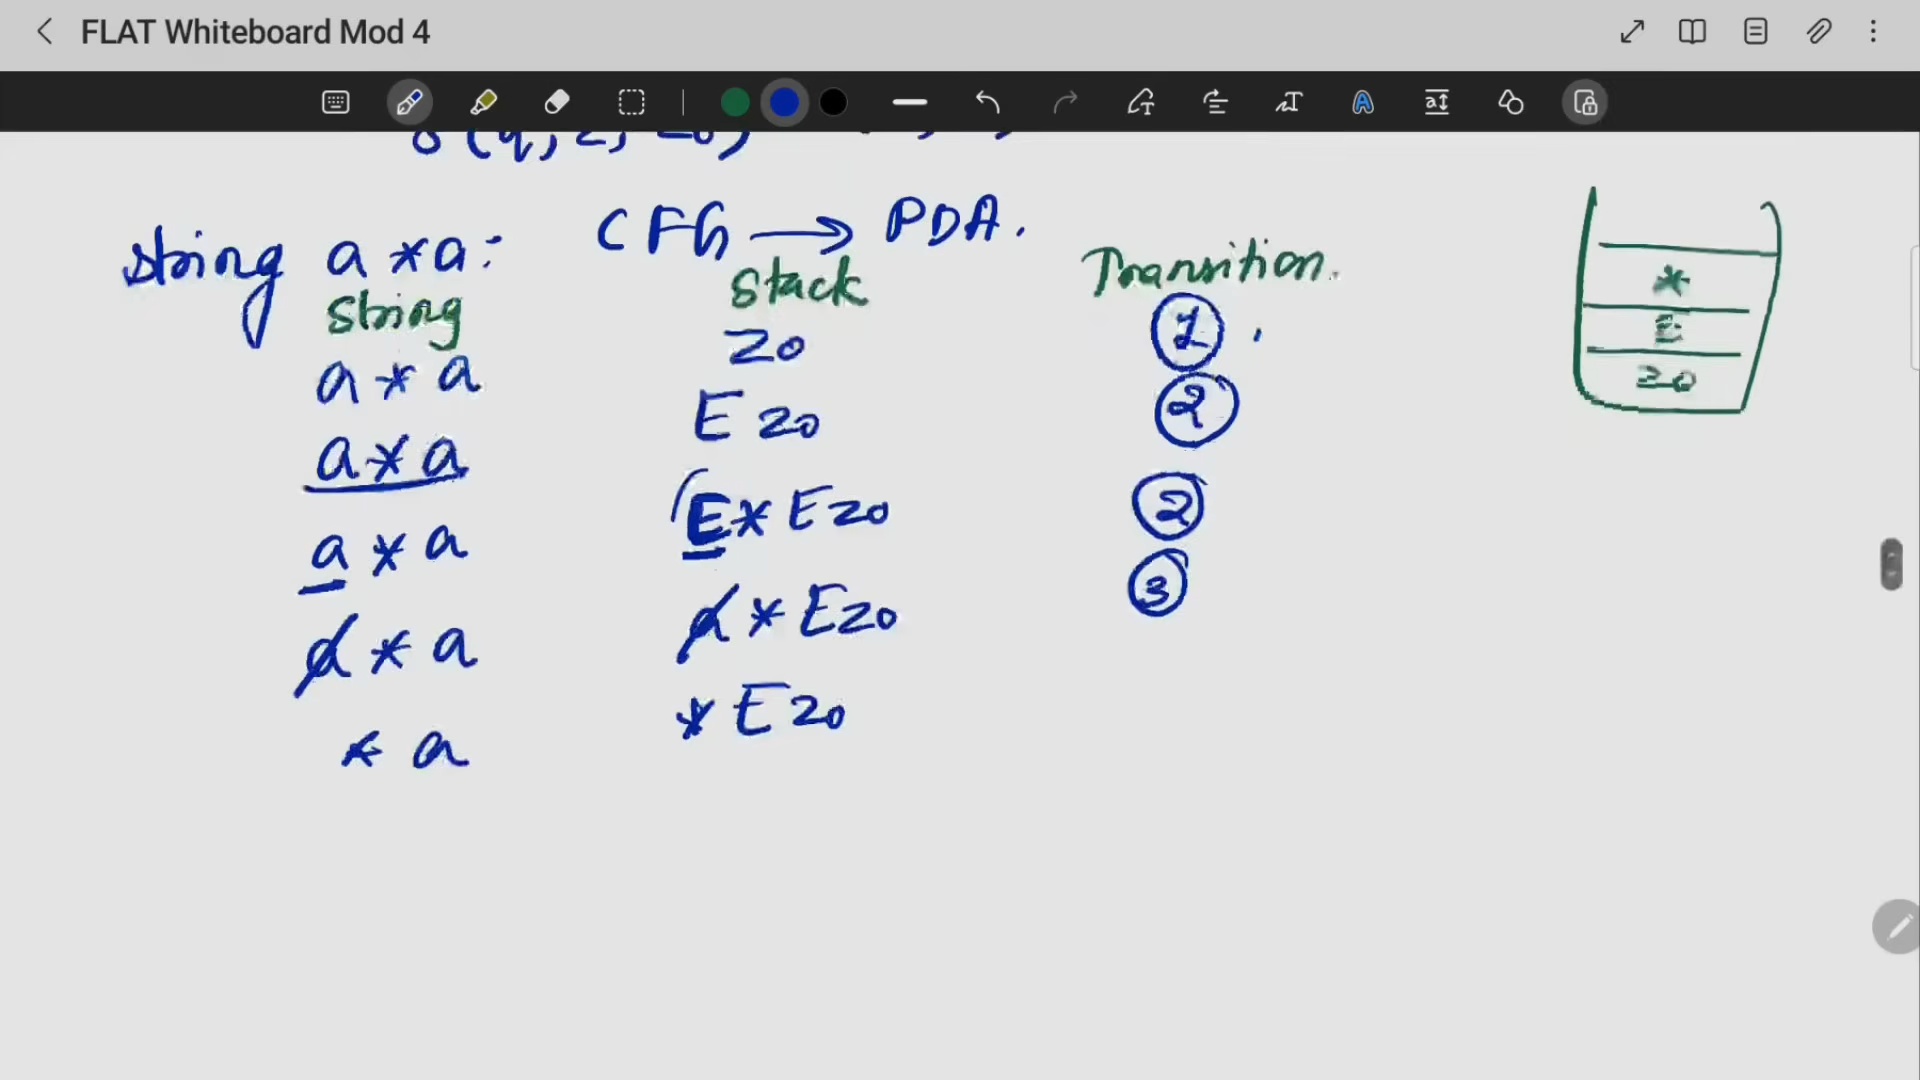 FLAT Whiteboard Mod 4
CFG → PDA.
string a * a :
String Stack Transition.
a * a Z0 1
a * a E Z0 2
a * a E * E Z0 2
a * a a * E Z0 3
* a * E Z0
*
E
Z0